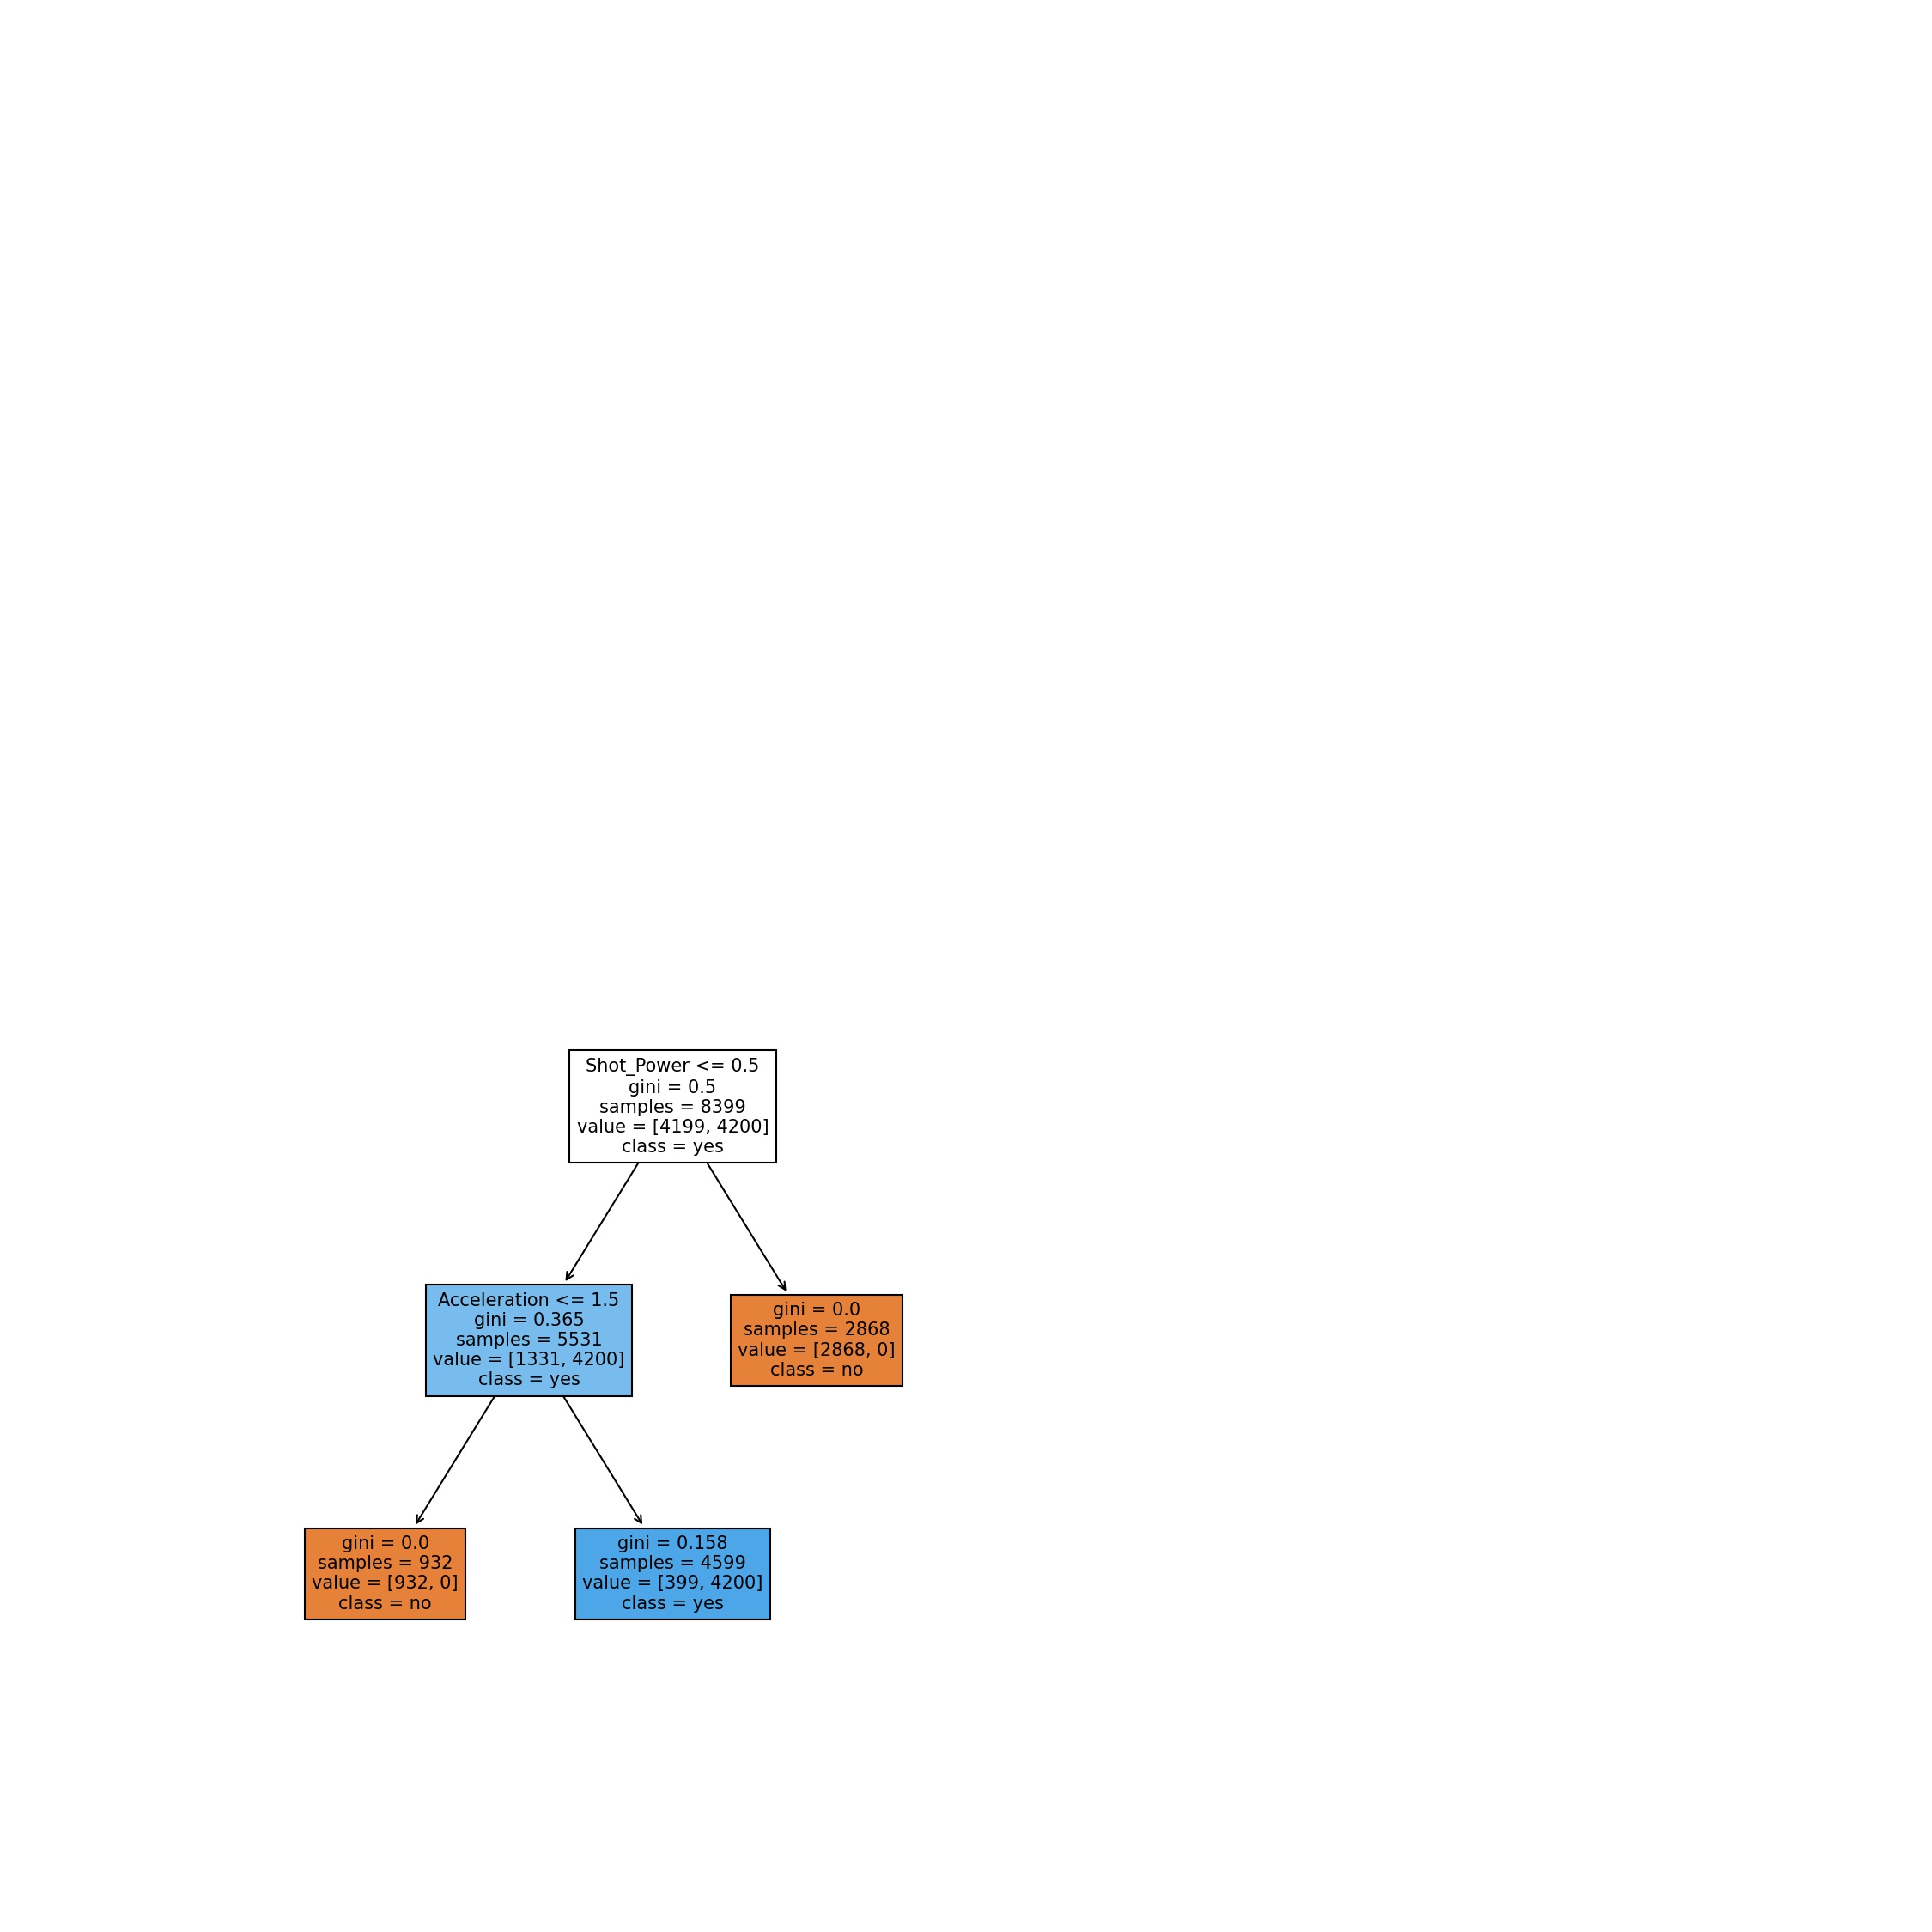 Shot_Power <= 0.5
gini = 0.5
samples = 8399
value = [4199, 4200]
class = yes
Acceleration <= 1.5
gini = 0.365
samples = 5531
value = [1331, 4200]
class = yes
gini = 0.0
samples = 2868
value = [2868, 0]
class = no
gini = 0.0
samples = 932
value = [932, 0]
class = no
gini = 0.158
samples = 4599
value = [399, 4200]
class = yes